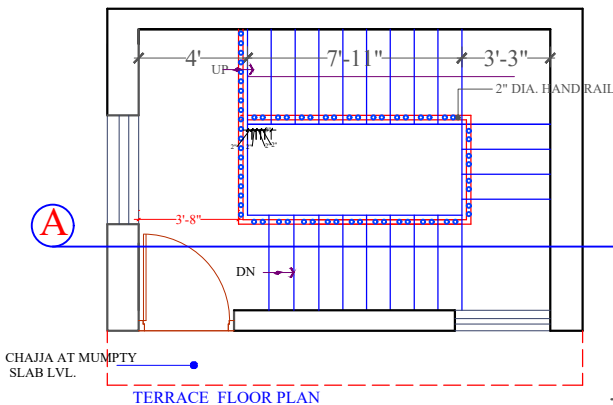 4' 7'-11" 3'-3"
UP
2" DIA. HAND RAIL
A
3'-8"
DN
CHAJJA AT MUMPTY
SLAB LVL.
TERRACE FLOOR PLAN